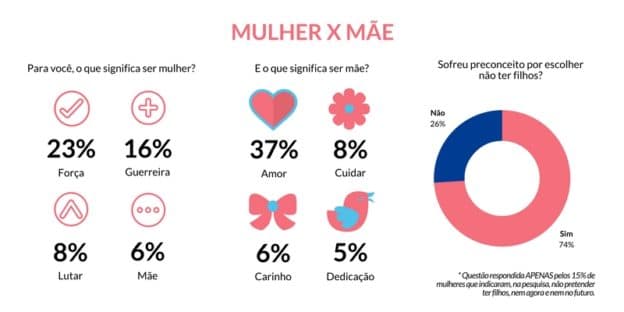 MULHER X MÃE
Para você, o que significa ser mulher?
23%
16%
Força
Guerreira
8%
6%
Lutar
Mãe
E o que significa ser mãe?
37%
8%
Amor
Cuidar
6%
5%
Carinho
Dedicação
Sofreu preconceito por escolher
não ter filhos?
Não
26%
Sim
74%
* Questão respondida APENAS pelos 15% de
mulheres que indicaram, na pesquisa, não pretender
ter filhos, nem agora e nem no futuro.